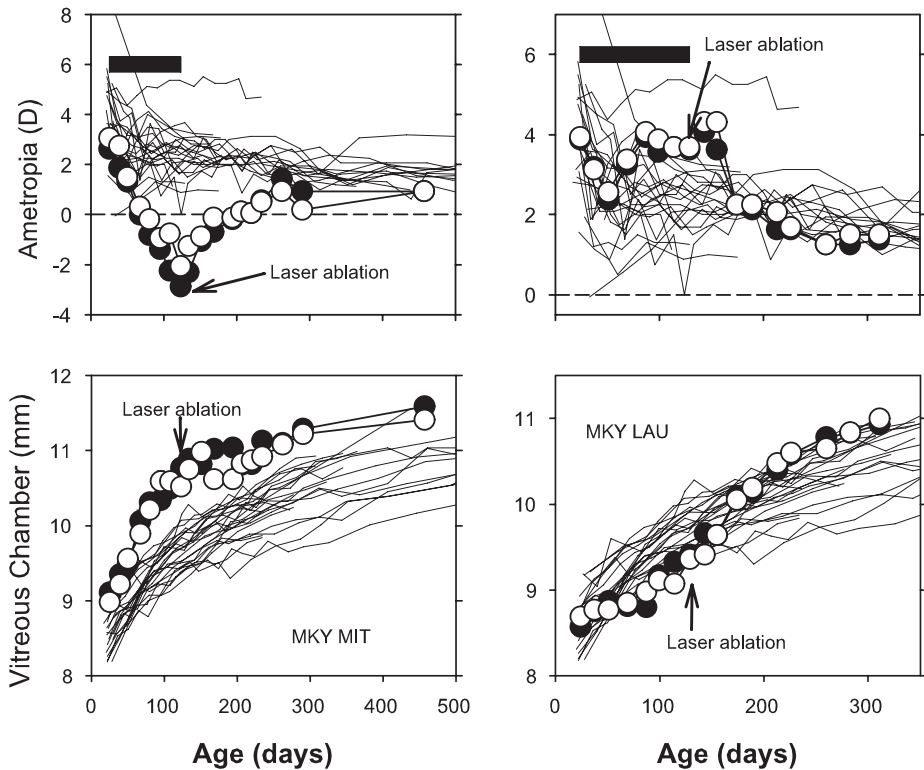 8
6
4
2
0
-2
-4
Ametropia (D)
Laser ablation
6
4
2
0
Laser ablation
12
11
10
9
8
Vitreous Chamber (mm)
Laser ablation
MKY MIT
0 100 200 300 400 500
Age (days)
11
10
9
8
MKY LAU
Laser ablation
0 100 200 300
Age (days)